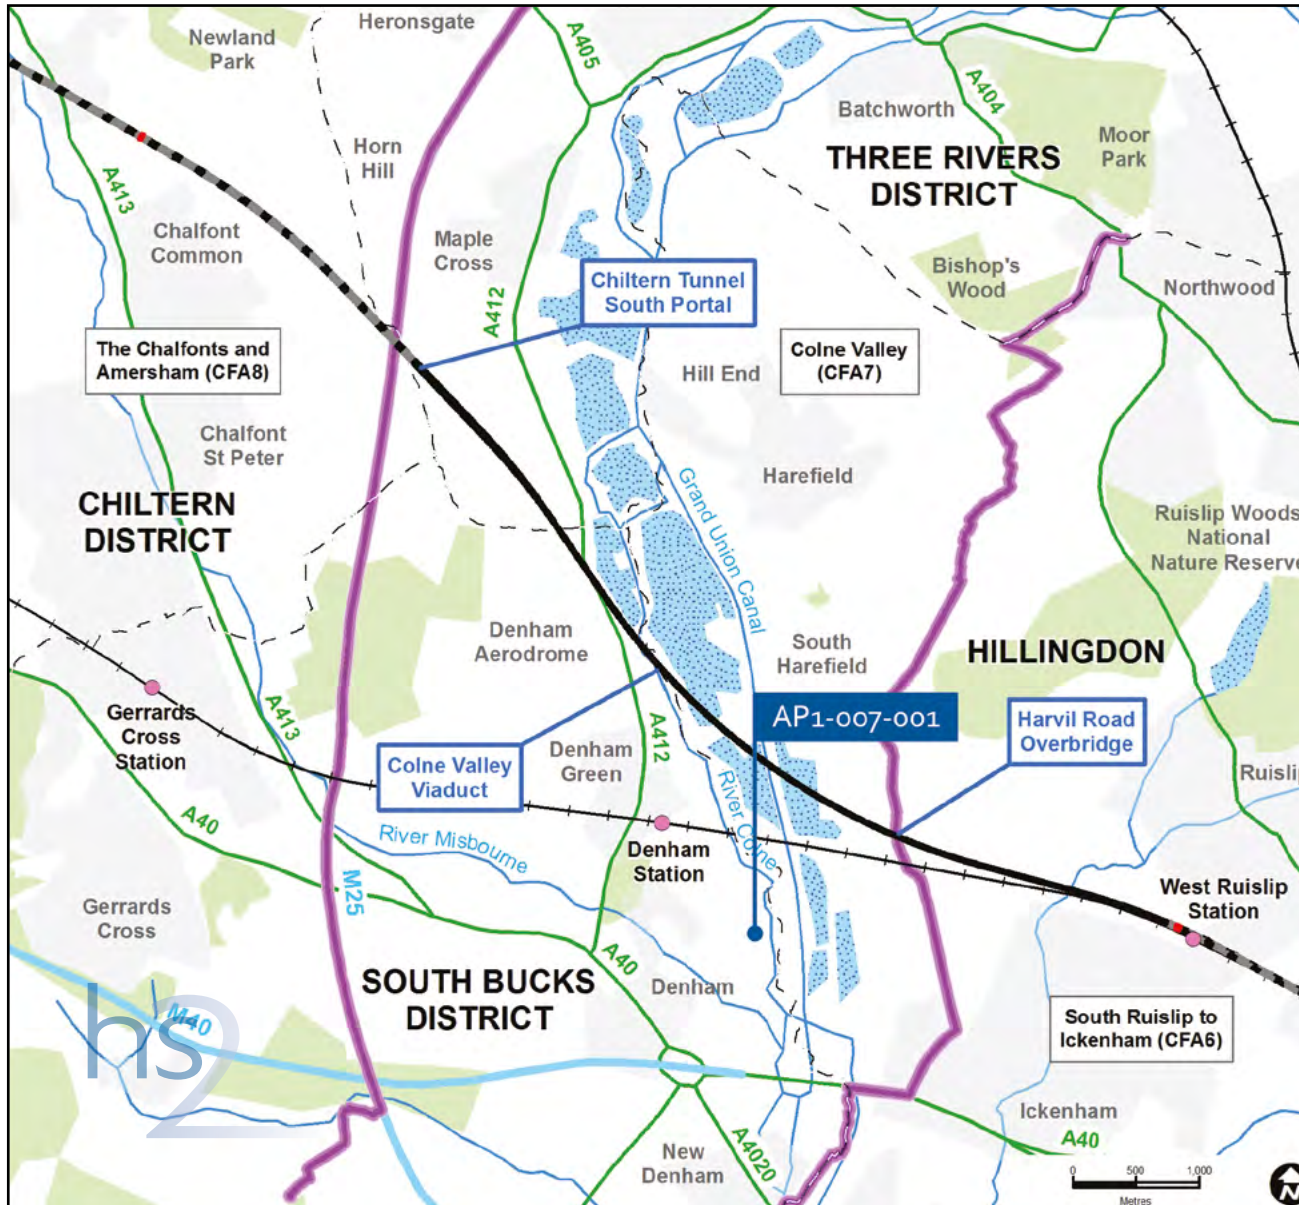 Newland
Park
Heronsgate
A405
Batchworth
A404
Moor
Park
THREE RIVERS
DISTRICT
Horn
Hill
A413
Chalfont
Common
Maple
Cross
A412
Chiltern Tunnel
South Portal
Bishop's
Wood
Northwood
The Chalfonts and
Amersham (CFA8)
Hill End
Colne Valley
(CFA7)
Chalfont
St Peter
Harefield
Grand Union Canal
CHILTERN
DISTRICT
Ruislip Woods
National
Nature Reserve
Denham
Aerodrome
South
Harefield
HILLINGDON
A413
Gerrards
Cross
Station
A412
AP1-007-001
Harvil Road
Overbridge
Colne Valley
Viaduct
Denham
Green
River Colne
Ruislip
A40
River Misbourne
Denham
Station
M25
West Ruislip
Station
Gerrards
Cross
A40
SOUTH BUCKS
DISTRICT
Denham
M40
hs2
South Ruislip to
Ickenham (CFA6)
Ickenham
A40
New
Denham
A4020
0 500 1,000
Metres
N